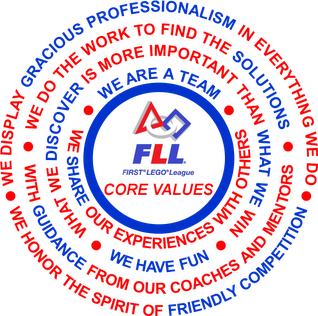 WE DISPLAY GRACIOUS PROFESSIONALISM IN EVERYTHING WE DO
WE HONOR THE SPIRIT OF FRIENDLY COMPETITION
WE DO THE WORK TO FIND THE SOLUTIONS
WITH GUIDANCE FROM OUR COACHES AND MENTORS
WHAT WE DISCOVER IS MORE IMPORTANT THAN WHAT WE WIN
WE ARE A TEAM
WE SHARE OUR EXPERIENCES WITH OTHERS
WE HAVE FUN
FLL
FIRST® LEGO® League
CORE VALUES